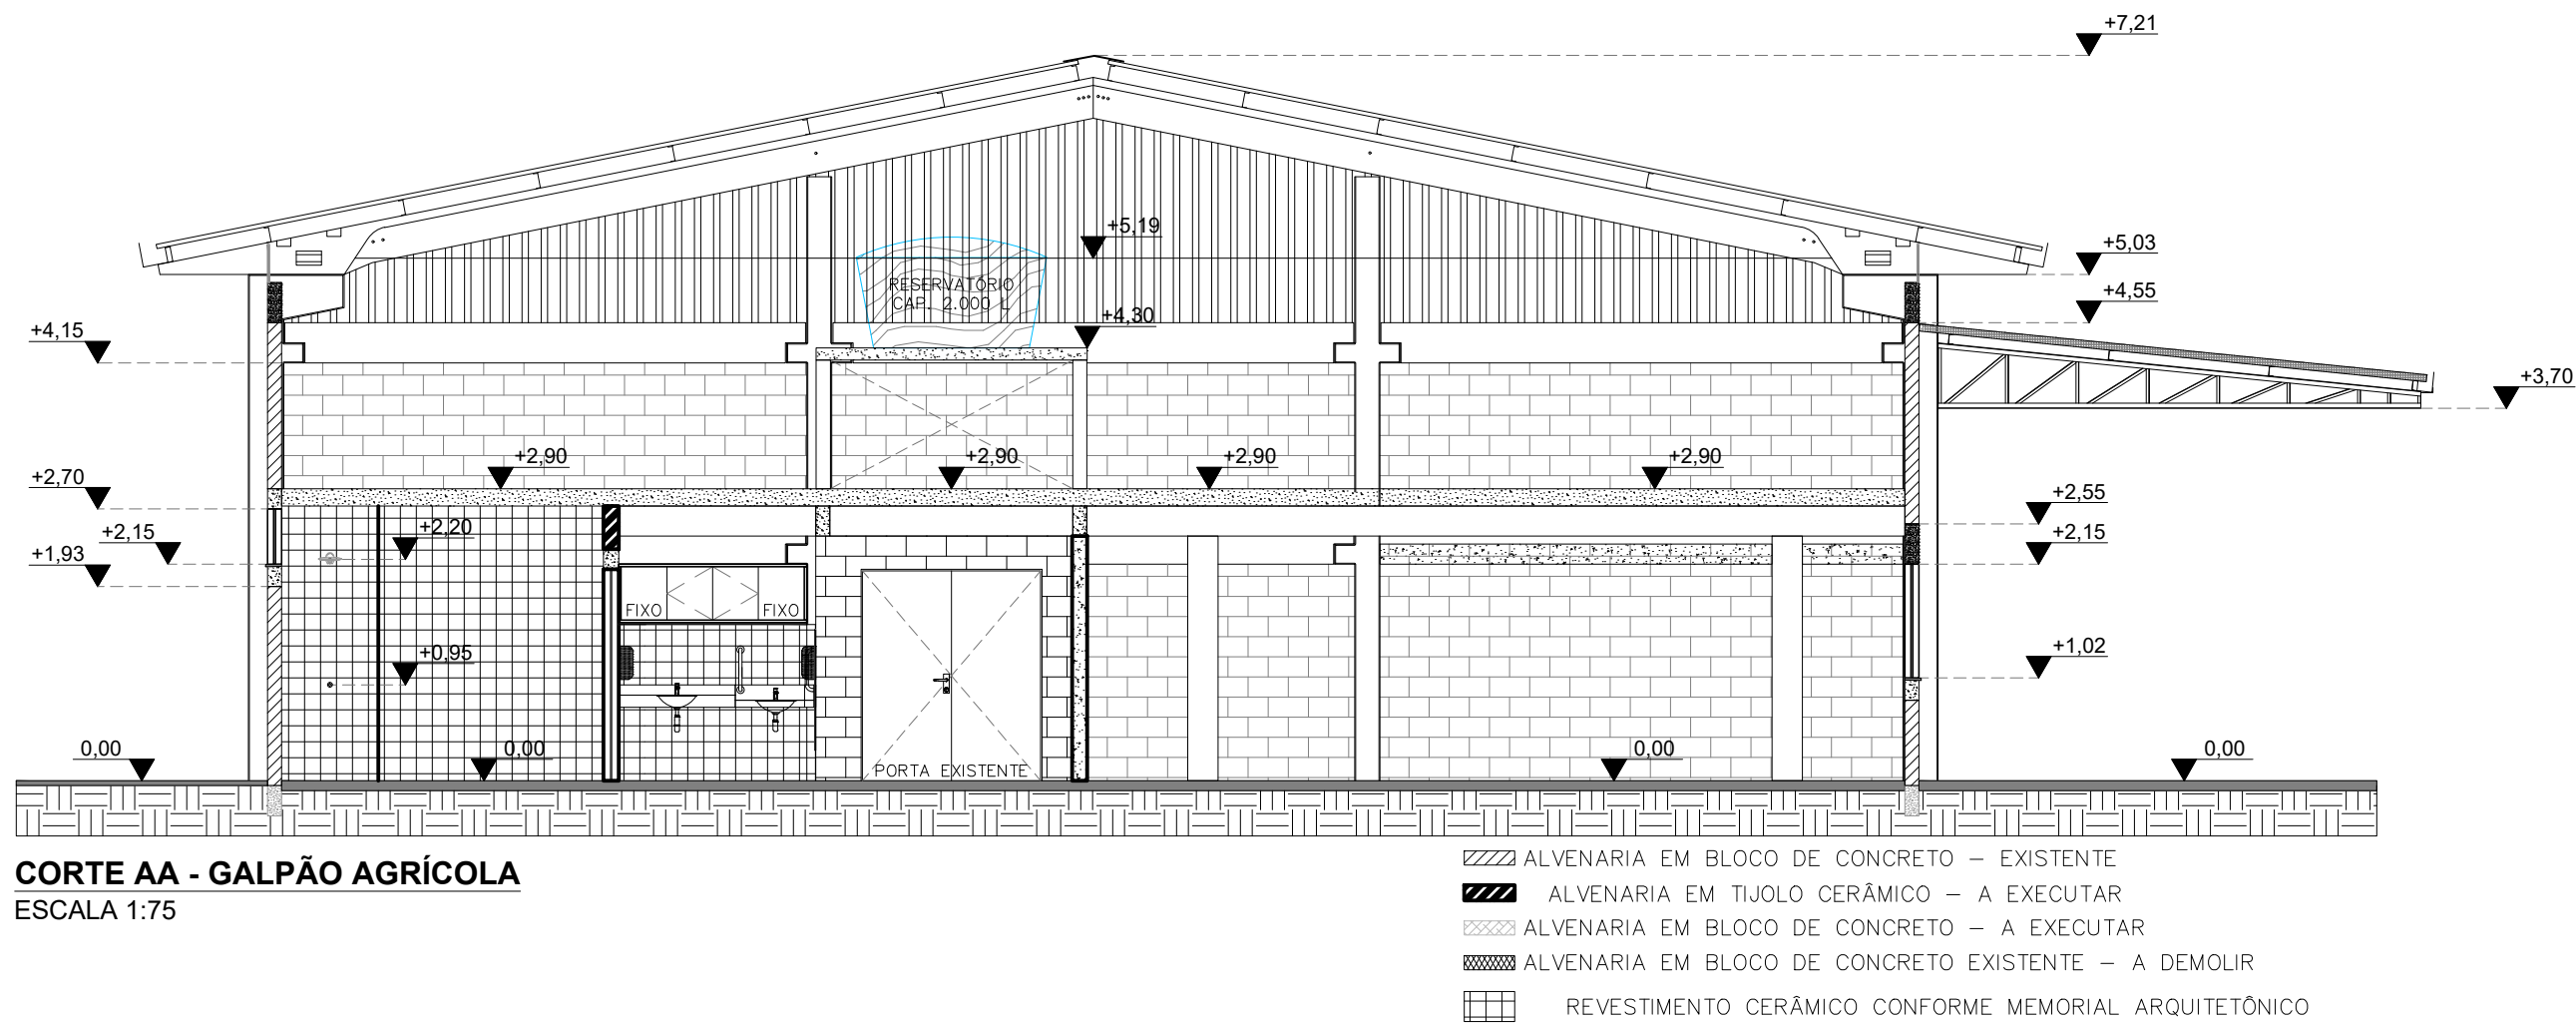 +7,21
+5,19
+5,03
RESERVATÓRIO
CAP. 2.000 L
+4,55
+4,30
+4,15
+3,70
+2,90
+2,90
+2,90
+2,90
+2,70
+2,55
+2,20
+2,15
+2,15
+1,93
FIXO
FIXO
+0,95
+1,02
0,00
0,00
0,00
0,00
PORTA EXISTENTE
CORTE AA - GALPÃO AGRÍCOLA
ESCALA 1:75
ALVENARIA EM BLOCO DE CONCRETO – EXISTENTE
ALVENARIA EM TIJOLO CERÂMICO – A EXECUTAR
ALVENARIA EM BLOCO DE CONCRETO – A EXECUTAR
ALVENARIA EM BLOCO DE CONCRETO EXISTENTE – A DEMOLIR
REVESTIMENTO CERÂMICO CONFORME MEMORIAL ARQUITETÔNICO